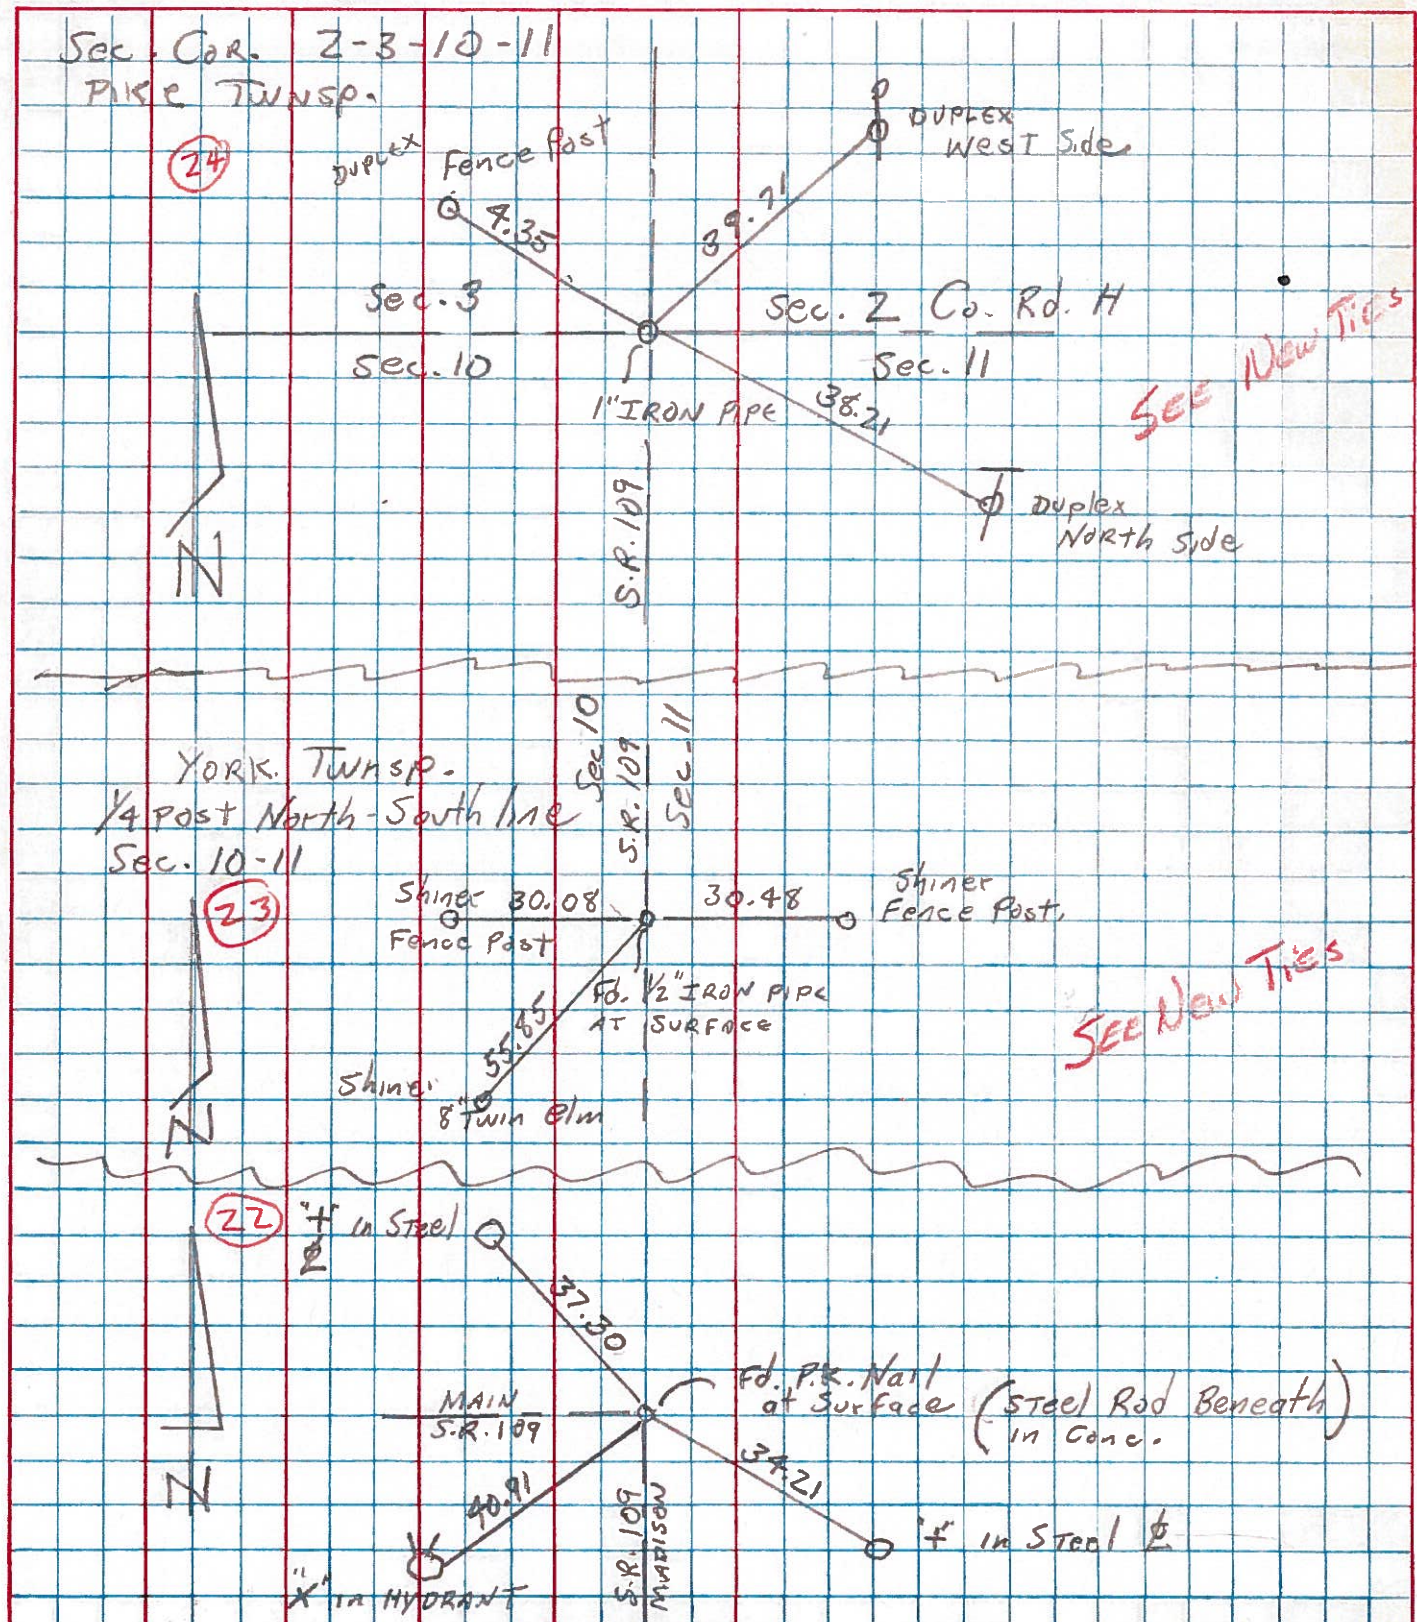 Sec. Cor. 2-3-10-11
Pike Twnsp.
24
DUPLEX Fence Post
4.35
39.71
DUPLEX
West Side
Sec. 3
Sec. 2 Co. Rd. H
Sec. 10
Sec. 11
1" IRON PIPE
38.21
S.R. 109
Duplex
North Side
SEE New Ties
Sec 10
S.R. 109
Sec. 11
York Twnsp.
1/4 post North-South line
Sec. 10-11
23
Shiner
Fence Post
30.08
30.48
Shiner
Fence Post.
Fd. 1/2" IRON PIPE
AT SURFACE
55.85
Shiner
8" Twin Elm
SEE New Ties
N
N
22
"+" in Steel
℄
37.30
MAIN
S.R. 109
Fd. P.K. Nail
at Surface (Steel Rod Beneath)
in Conc.
34.21
40.91
S.R. 109
MADISON
"+" in Steel ℄
"X" in HYDRANT
N